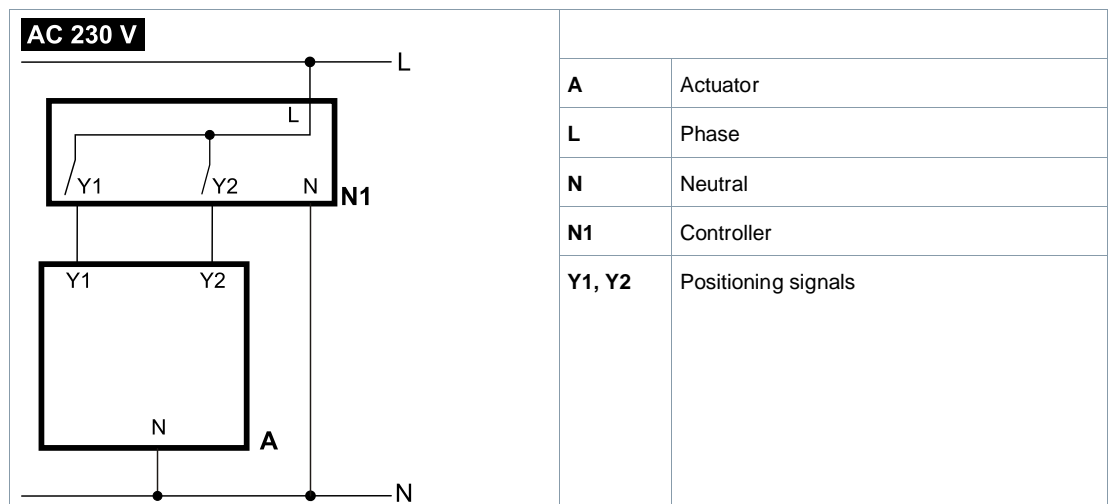 AC 230 V
L
L
Y1 Y2 N
N1
Y1 Y2
N
A
N
A Actuator
L Phase
N Neutral
N1 Controller
Y1, Y2 Positioning signals